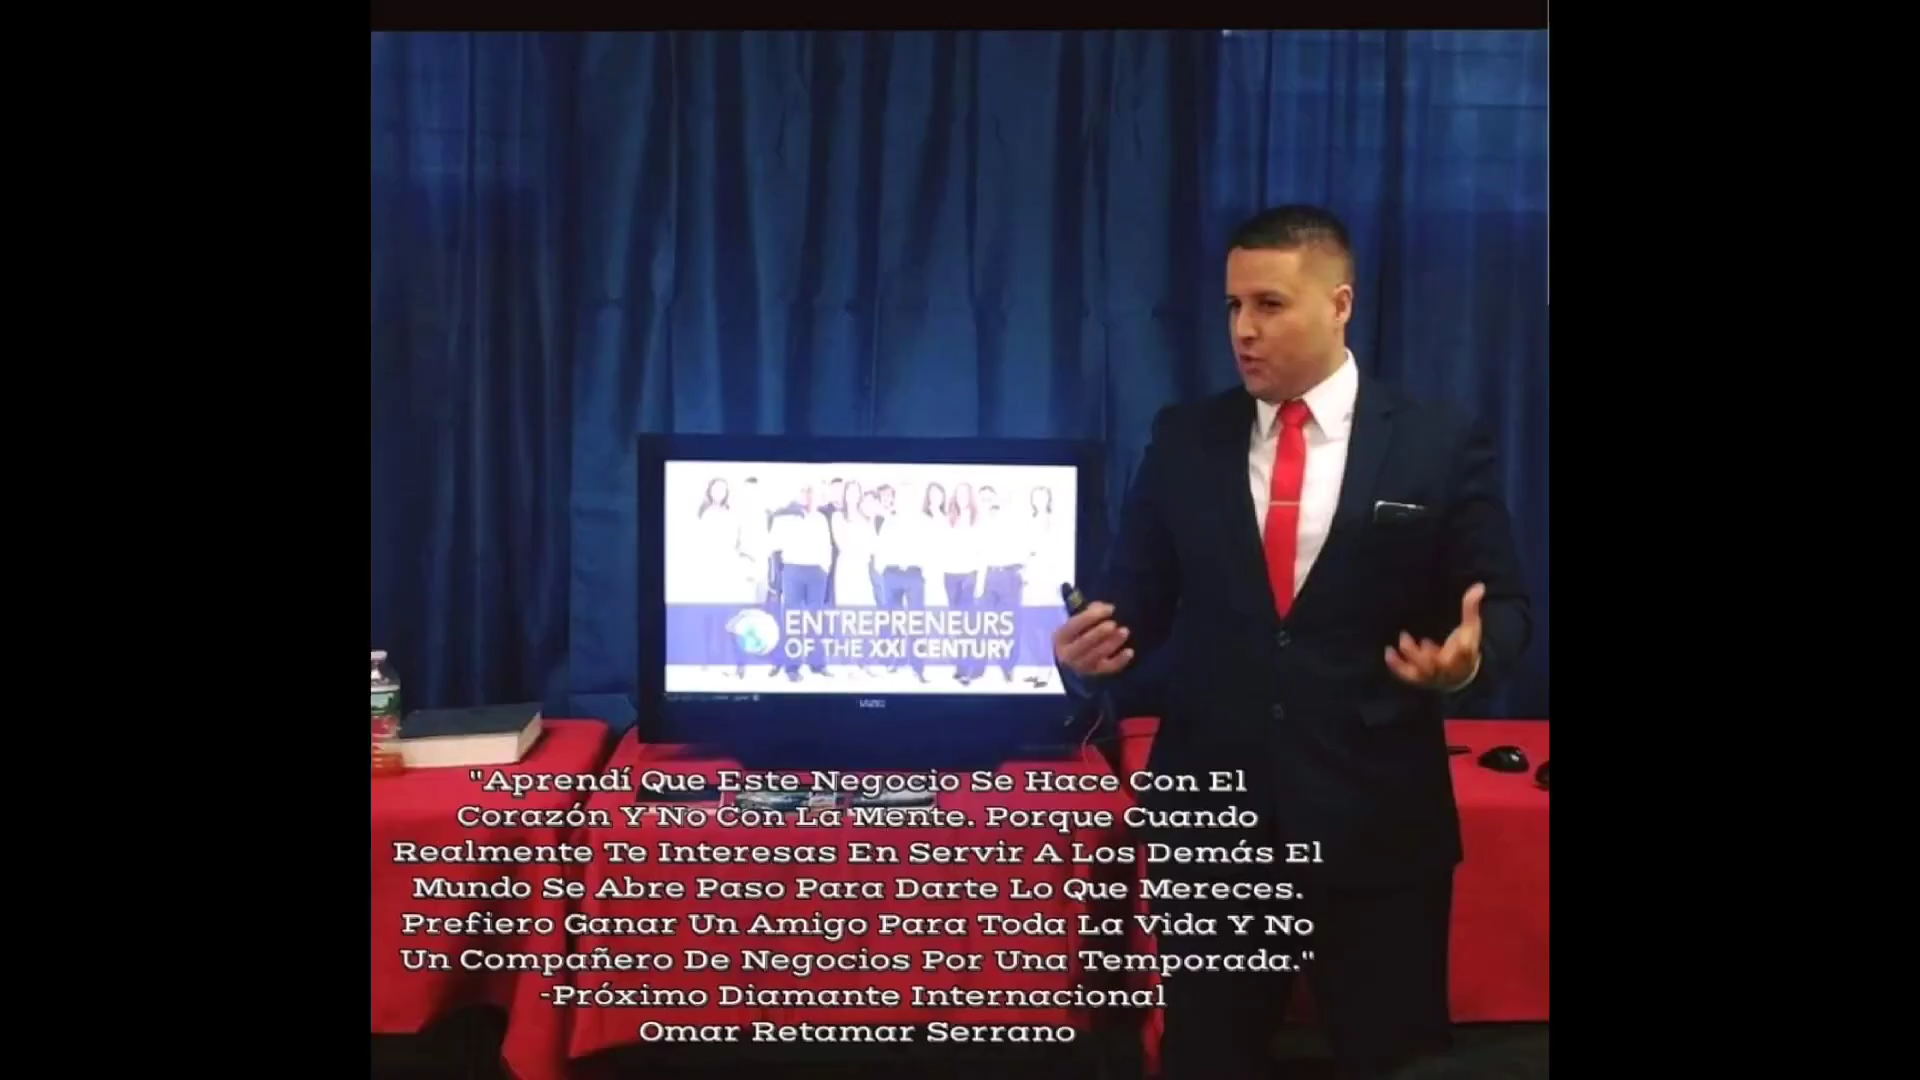 ENTREPRENEURS
OF THE XXI CENTURY
VIZIO
"Aprendí Que Este Negocio Se Hace Con El
Corazón Y No Con La Mente. Porque Cuando
Realmente Te Interesas En Servir A Los Demás El
Mundo Se Abre Paso Para Darte Lo Que Mereces.
Prefiero Ganar Un Amigo Para Toda La Vida Y No
Un Compañero De Negocios Por Una Temporada."
-Próximo Diamante Internacional
Omar Retamar Serrano